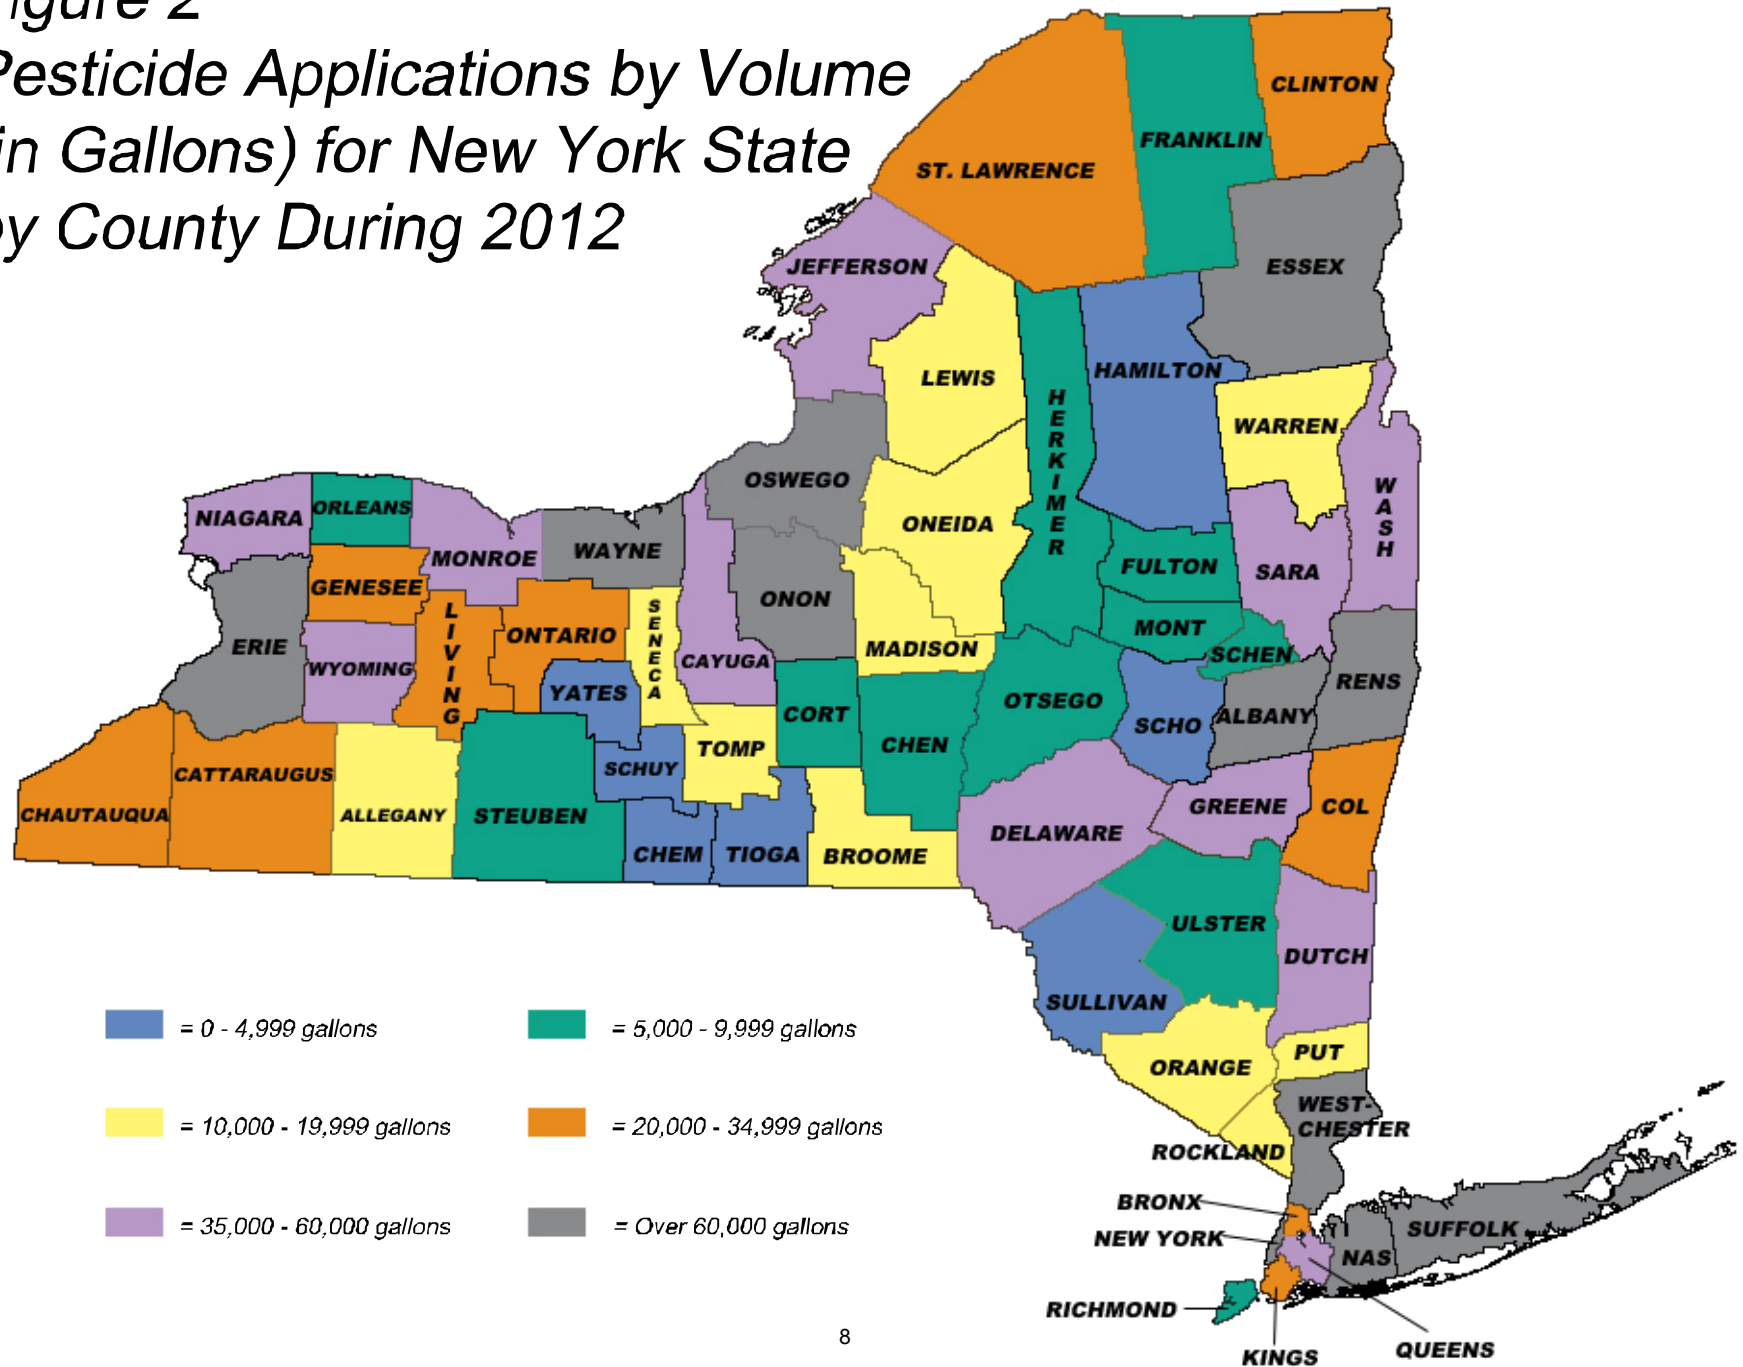 igure 2
Pesticide Applications by Volume
in Gallons) for New York State
by County During 2012
CLINTON
FRANKLIN
ST. LAWRENCE
ESSEX
JEFFERSON
LEWIS
HAMILTON
HERKIMER
WARREN
WASH
OSWEGO
ONEIDA
NIAGARA
ORLEANS
MONROE
WAYNE
GENESEE
FULTON
SARA
ONON
LIVING
ONTARIO
SENECA
MONT
ERIE
WYOMING
CAYUGA
MADISON
SCHEN
YATES
OTSEGO
RENS
CORT
SCHO
ALBANY
CHEN
TOMP
SCHUY
CATTARAUGUS
CHAUTAUQUA
ALLEGANY
STEUBEN
GREENE
COL
DELAWARE
CHEM
TIOGA
BROOME
ULSTER
DUTCH
SULLIVAN
ORANGE
PUT
WEST-
CHESTER
ROCKLAND
BRONX
NEW YORK
SUFFOLK
NAS
RICHMOND
KINGS
QUEENS
= 0 - 4,999 gallons
= 5,000 - 9,999 gallons
= 10,000 - 19,999 gallons
= 20,000 - 34,999 gallons
= 35,000 - 60,000 gallons
= Over 60,000 gallons
8